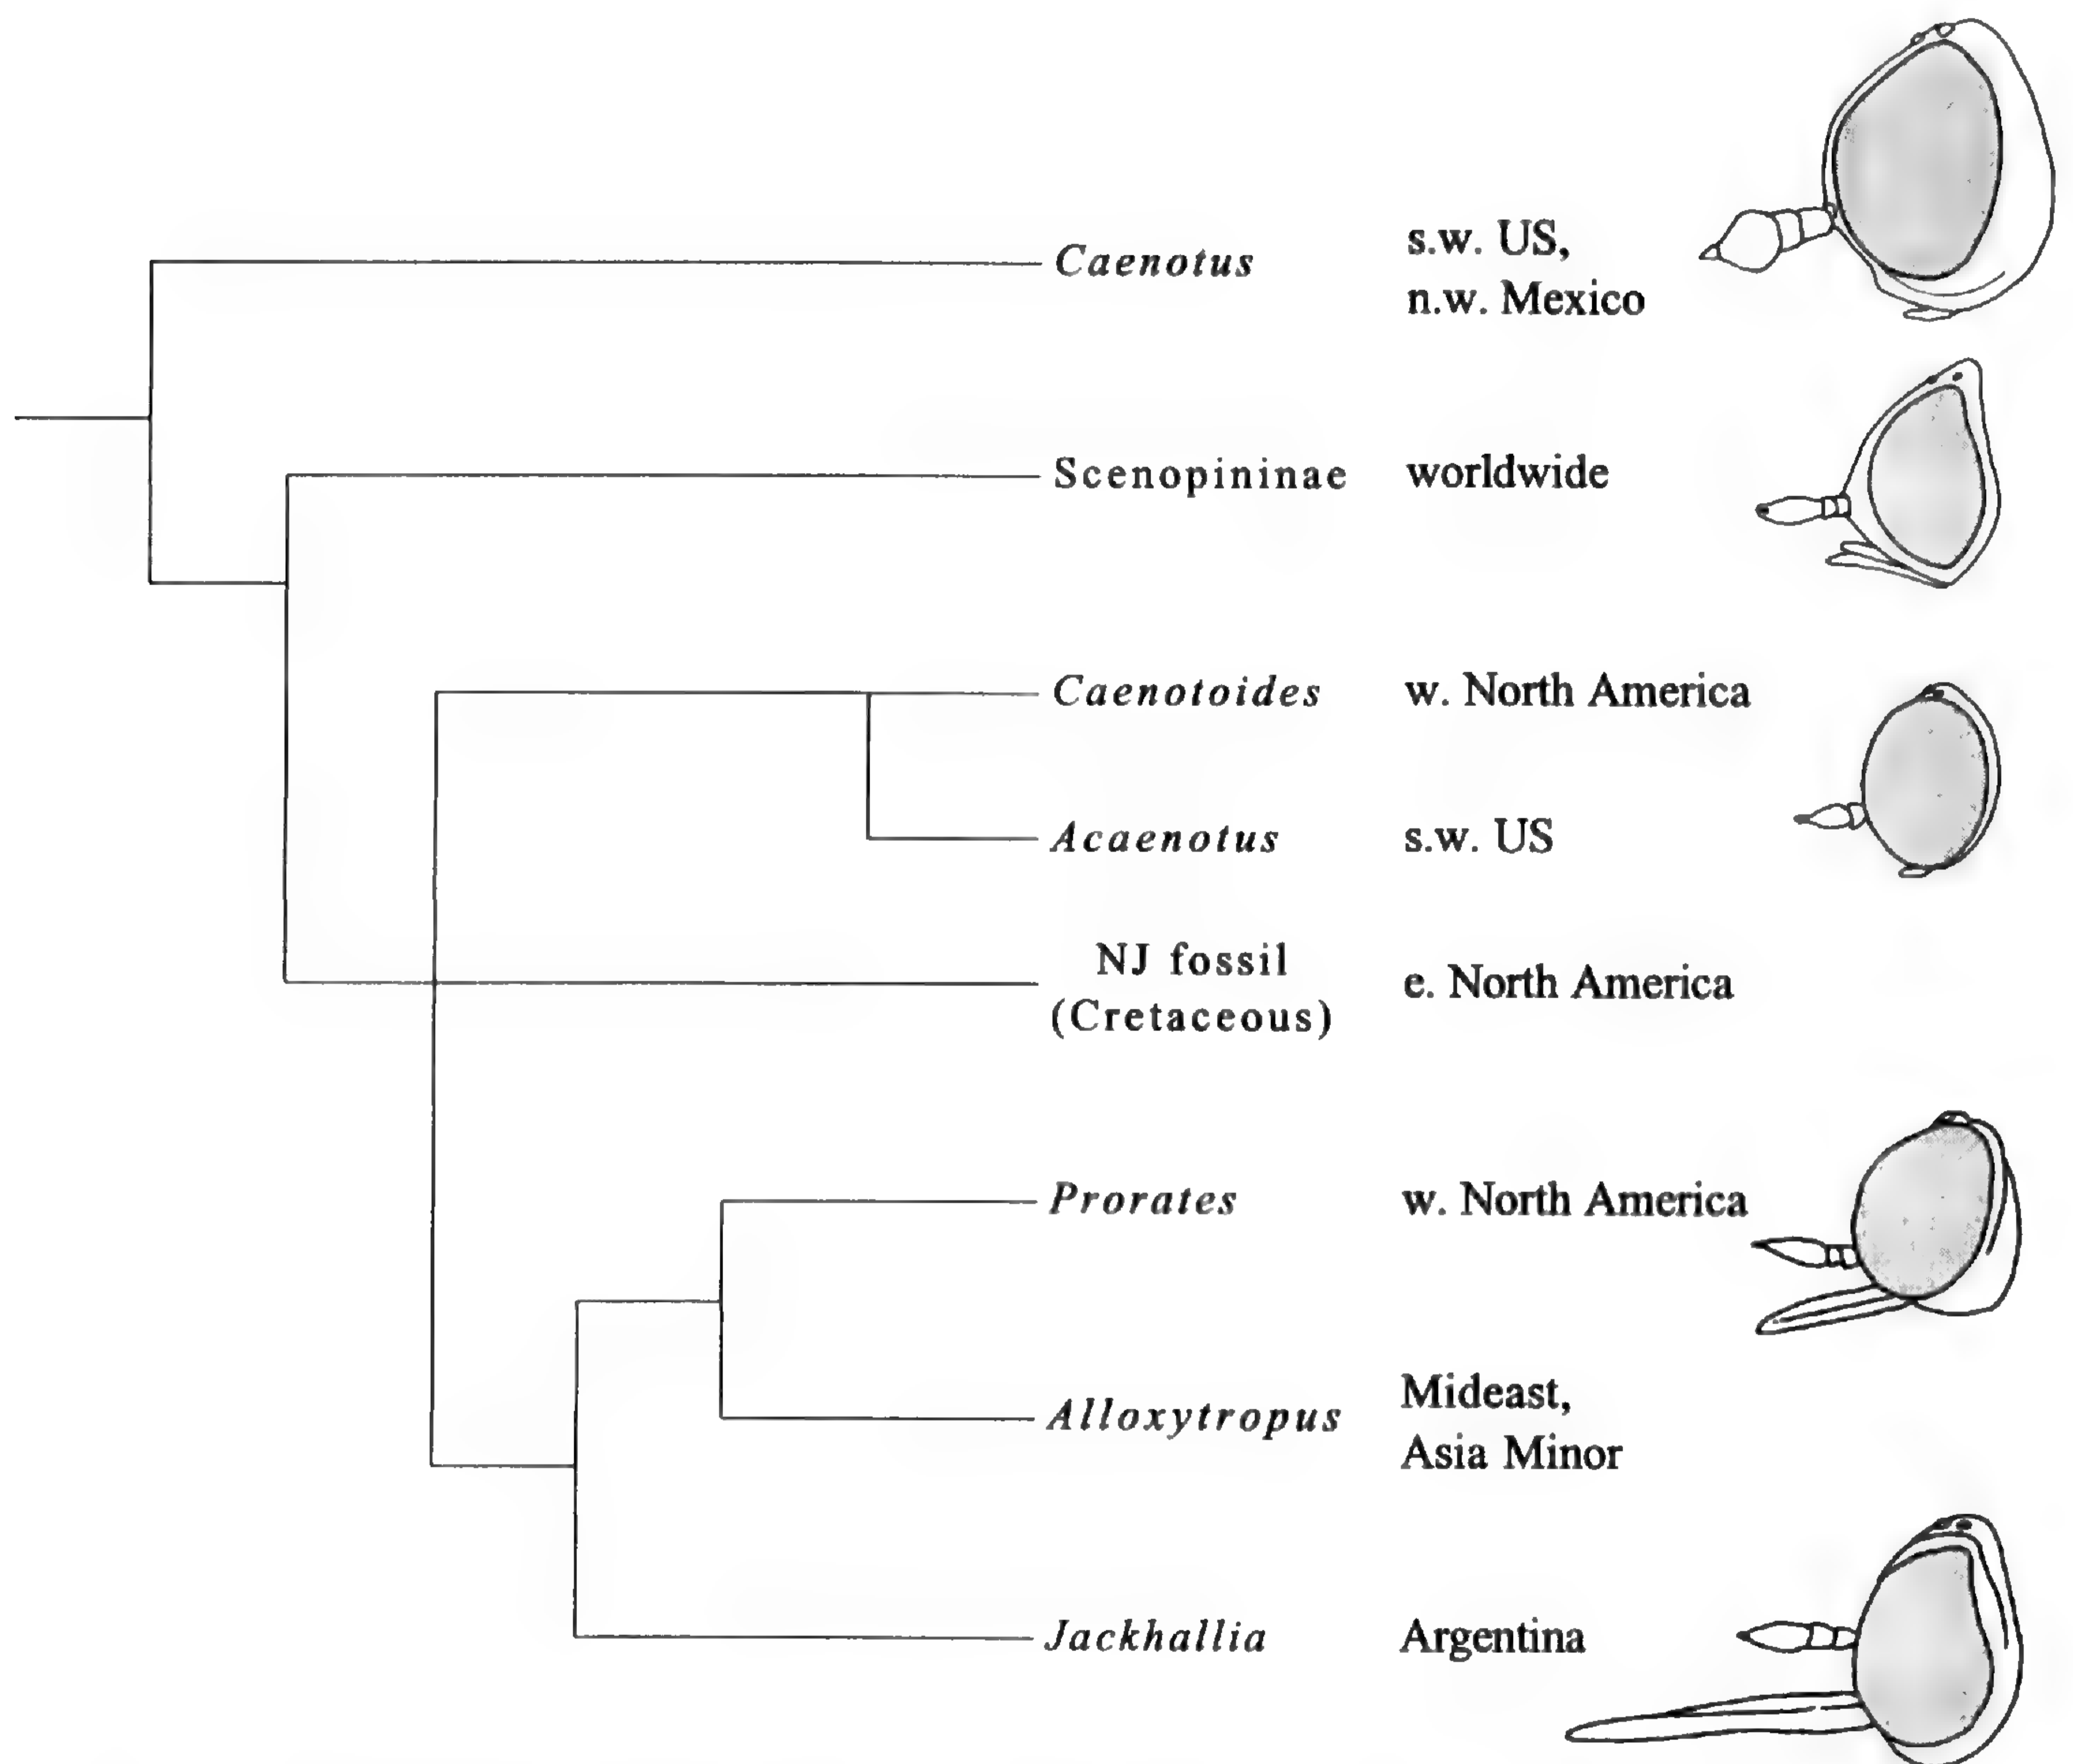 Caenotus
s.w. US,
n.w. Mexico
Scenopininae
worldwide
Caenotoides
w. North America
Acaenotus
s.w. US
NJ fossil
(Cretaceous)
e. North America
Prorates
w. North America
Alloxytropus
Mideast,
Asia Minor
Jackhallia
Argentina